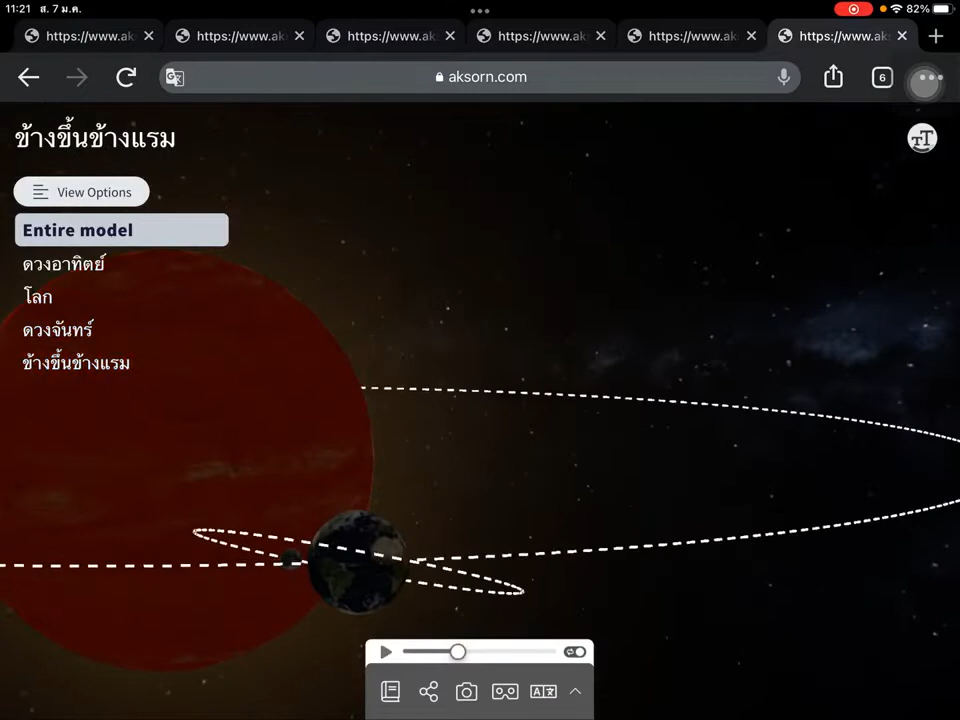 11:21 ส. 7 ม.ค.
82%
https://www.ak
https://www.ak
https://www.ak
https://www.ak
https://www.ak
https://www.ak
aksorn.com
6
ข้างขึ้นข้างแรม
TT
View Options
Entire model
ดวงอาทิตย์
โลก
ดวงจันทร์
ข้างขึ้นข้างแรม